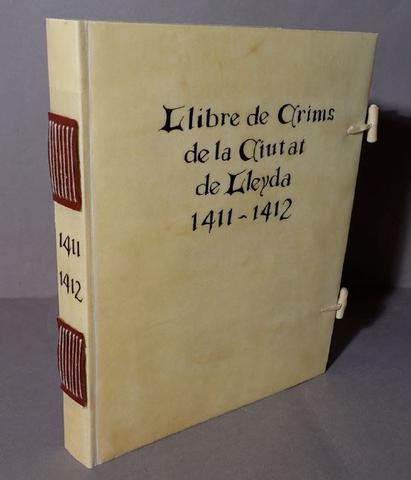 Llibre de Crims
de la Ciutat
de Lleyda
1411-1412
1411
1412